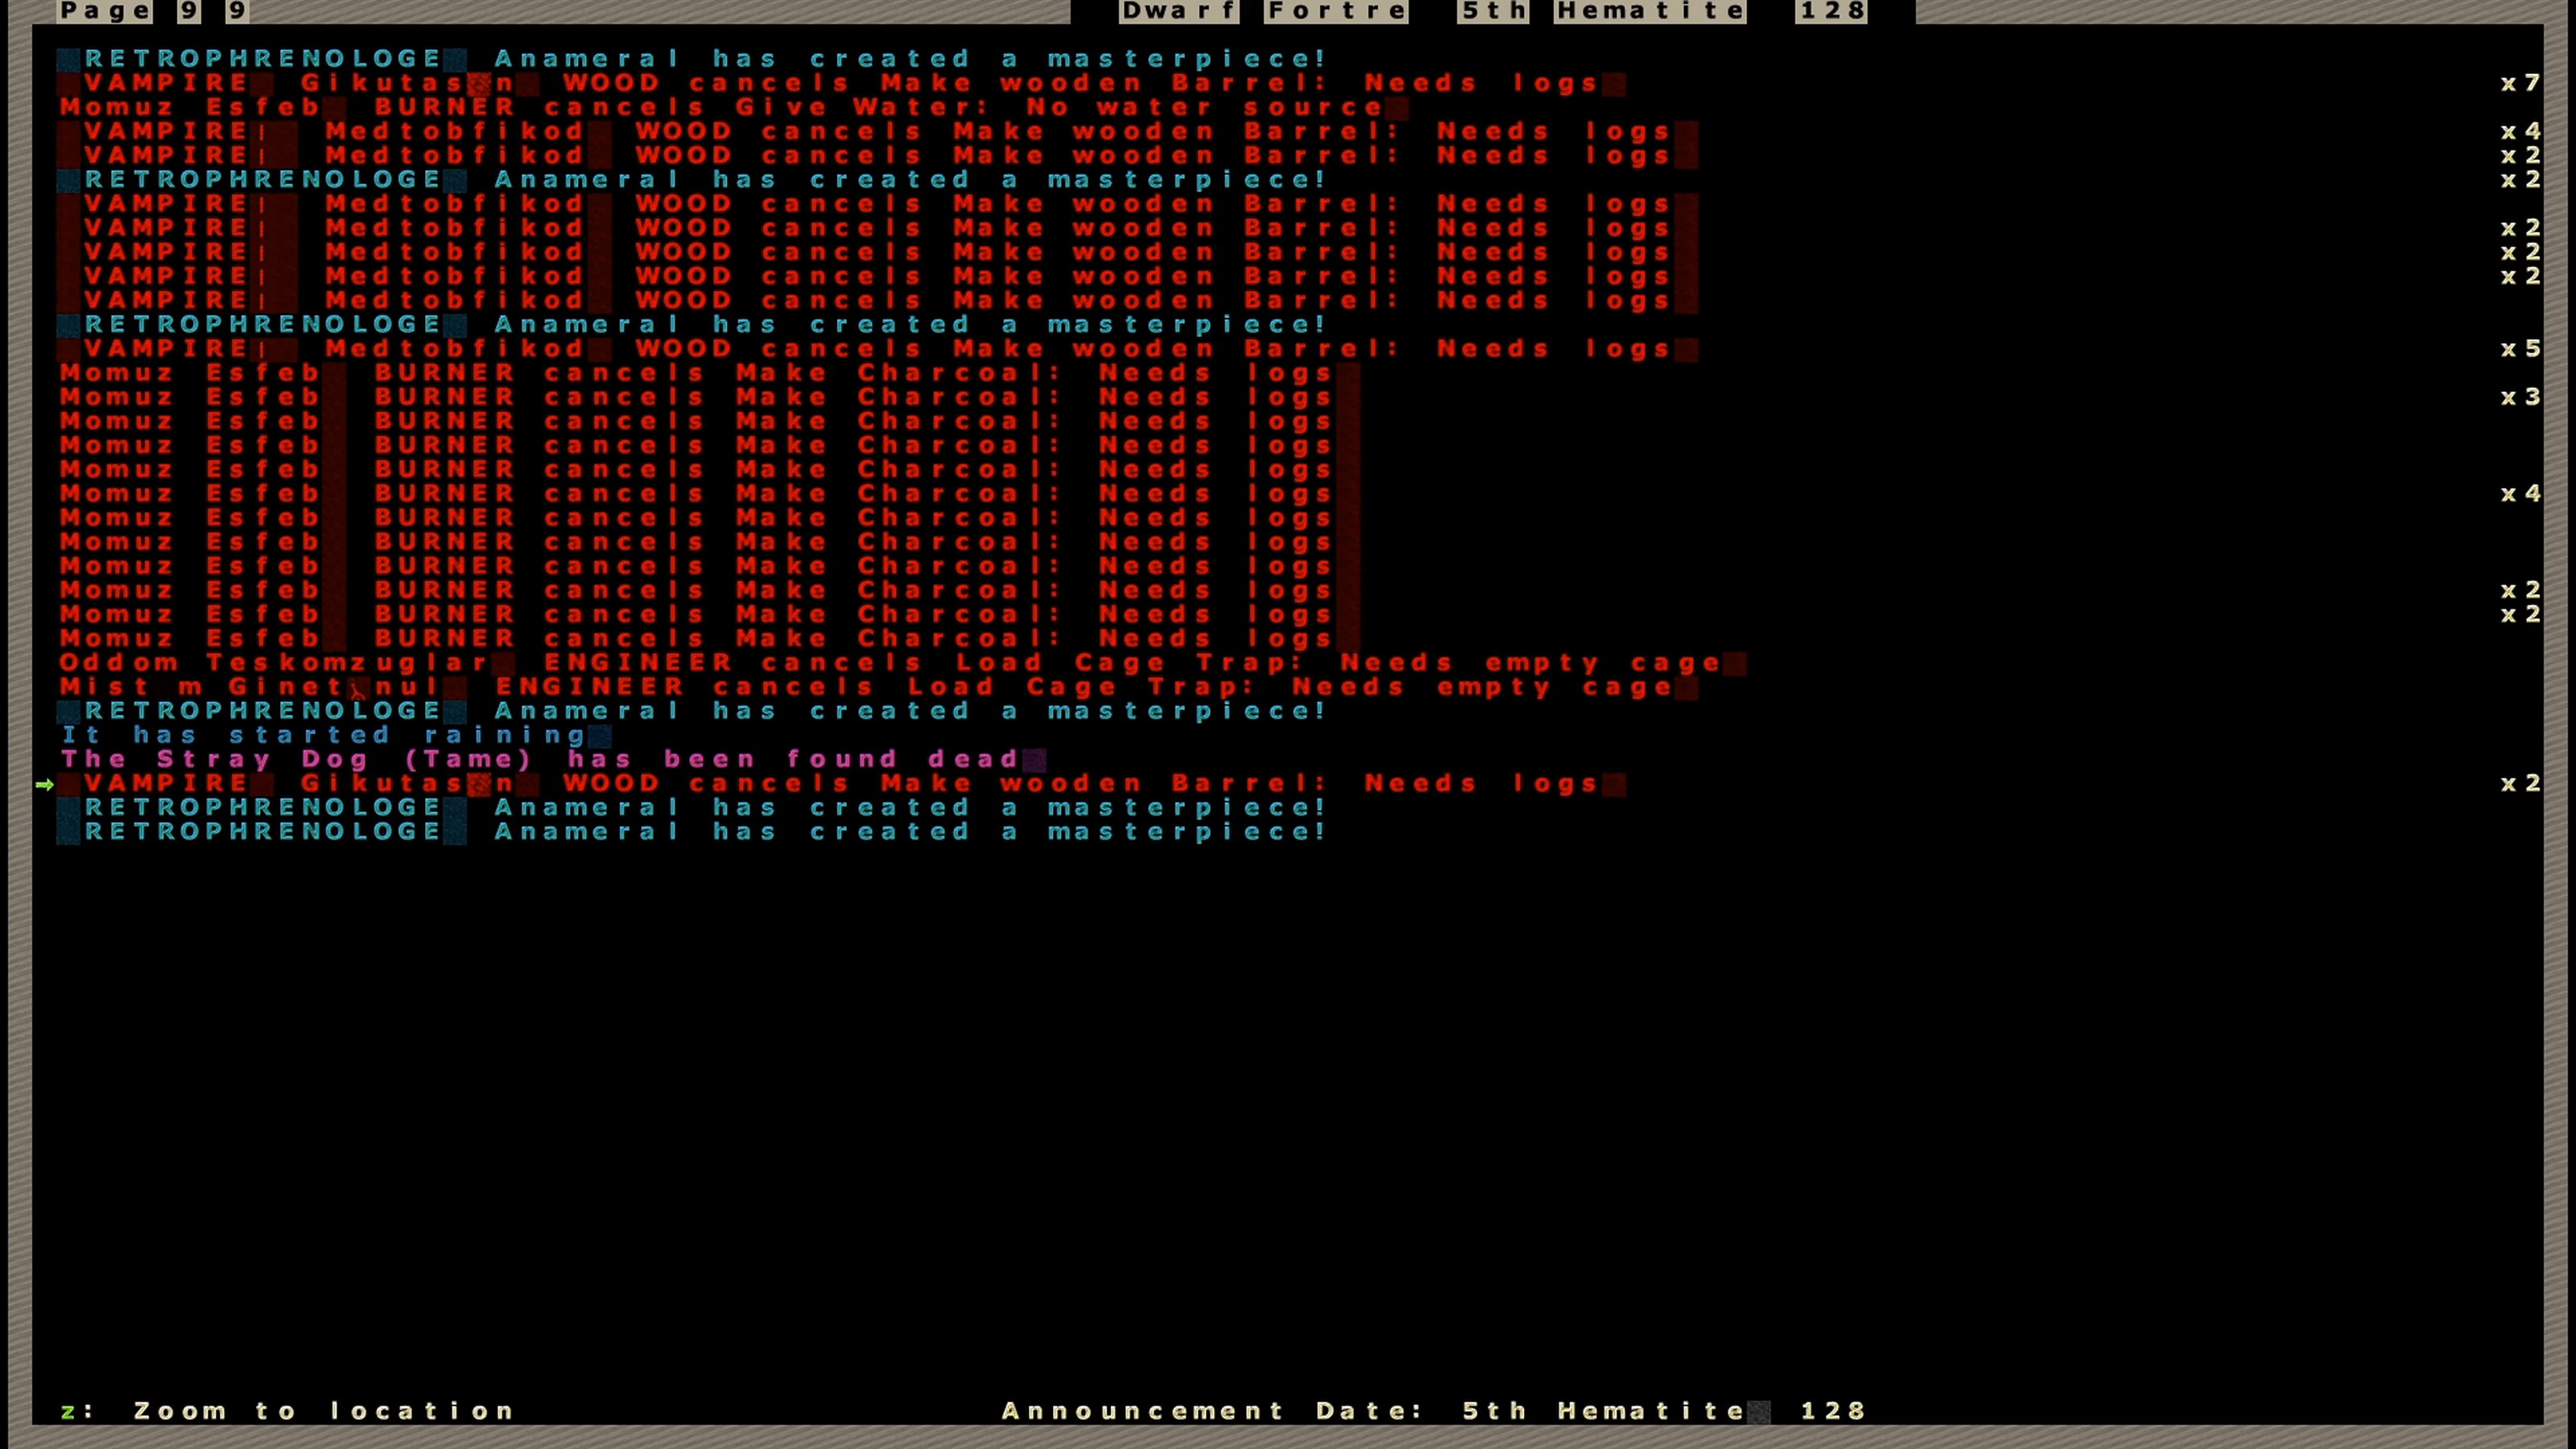 Page 9 9 Dwarf Fortre 5th Hematite 128
RETROPHRENOLOGE Anameral has created a masterpiece!
VAMPIRE WOOD cancels Make wooden Barrel: Needs logs x7
Momuz Esfeb BURNER cancels Give Water: No water source
VAMPIRE Medtobfikod WOOD cancels Make wooden Barrel: Needs logs x4
VAMPIRE Medtobfikod WOOD cancels Make wooden Barrel: Needs logs x2
RETROPHRENOLOGE Anameral has created a masterpiece! x2
VAMPIRE Medtobfikod WOOD cancels Make wooden Barrel: Needs logs
VAMPIRE Medtobfikod WOOD cancels Make wooden Barrel: Needs logs x2
VAMPIRE Medtobfikod WOOD cancels Make wooden Barrel: Needs logs x2
VAMPIRE Medtobfikod WOOD cancels Make wooden Barrel: Needs logs x2
VAMPIRE Medtobfikod WOOD cancels Make wooden Barrel: Needs logs
RETROPHRENOLOGE Anameral has created a masterpiece!
VAMPIRE Medtobfikod WOOD cancels Make wooden Barrel: Needs logs x5
Momuz Esfeb BURNER cancels Make Charcoal: Needs logs
Momuz Esfeb BURNER cancels Make Charcoal: Needs logs x3
Momuz Esfeb BURNER cancels Make Charcoal: Needs logs
Momuz Esfeb BURNER cancels Make Charcoal: Needs logs
Momuz Esfeb BURNER cancels Make Charcoal: Needs logs
Momuz Esfeb BURNER cancels Make Charcoal: Needs logs x4
Momuz Esfeb BURNER cancels Make Charcoal: Needs logs
Momuz Esfeb BURNER cancels Make Charcoal: Needs logs
Momuz Esfeb BURNER cancels Make Charcoal: Needs logs
Momuz Esfeb BURNER cancels Make Charcoal: Needs logs x2
Momuz Esfeb BURNER cancels Make Charcoal: Needs logs x2
Momuz Esfeb BURNER cancels Make Charcoal: Needs logs
Oddom Teskomzuglar ENGINEER cancels Load Cage Trap: Needs empty cage
Mist m ENGINEER cancels Load Cage Trap: Needs empty cage
RETROPHRENOLOGE Anameral has created a masterpiece!
It has started raining
The Stray Dog (Tame) has been found dead
VAMPIRE WOOD cancels Make wooden Barrel: Needs logs x2
RETROPHRENOLOGE Anameral has created a masterpiece!
RETROPHRENOLOGE Anameral has created a masterpiece!
z: Zoom to location Announcement Date: 5th Hematite 128